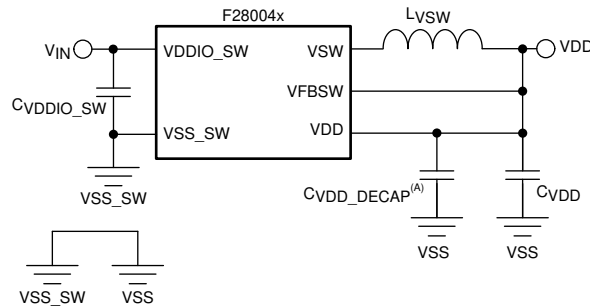 F28004x
LVSW
VIN
VDDIO_SW
VSW
VDD
CVDDIO_SW
VFBSW
VSS_SW
VDD
VSS_SW
CVDD_DECAP(A)
CVDD
VSS
VSS
VSS_SW
VSS